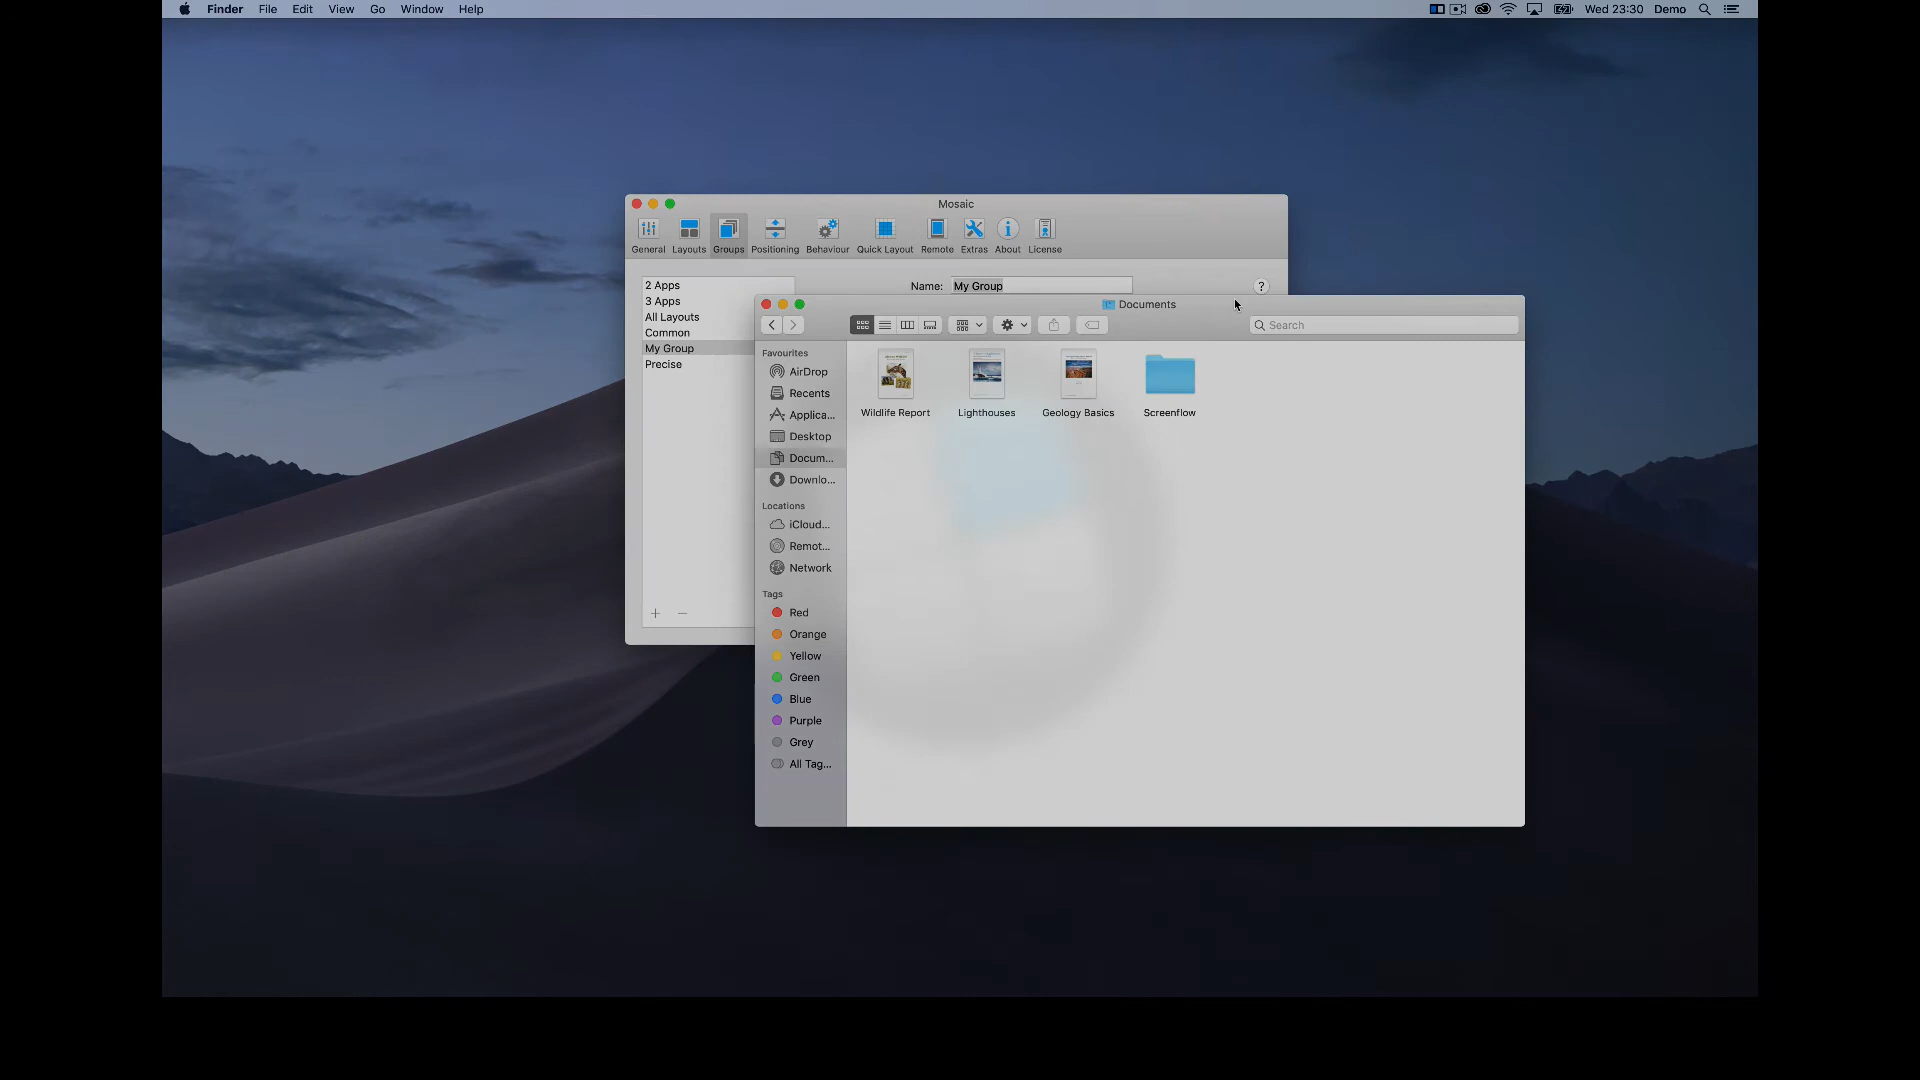 Finder File Edit View Go Window Help Wed 23:30 Demo
Mosaic
General Layouts Groups Positioning Behaviour Quick Layout Remote Extras About License
2 Apps
3 Apps
All Layouts
Common
My Group
Precise
Name: My Group ?
Documents
Search
Favourites
AirDrop
Recents
Applica...
Desktop
Docum...
Downlo...
Locations
iCloud...
Remot...
Network
Tags
Red
Orange
Yellow
Green
Blue
Purple
Grey
All Tag...
Wildlife Report Lighthouses Geology Basics Screenflow